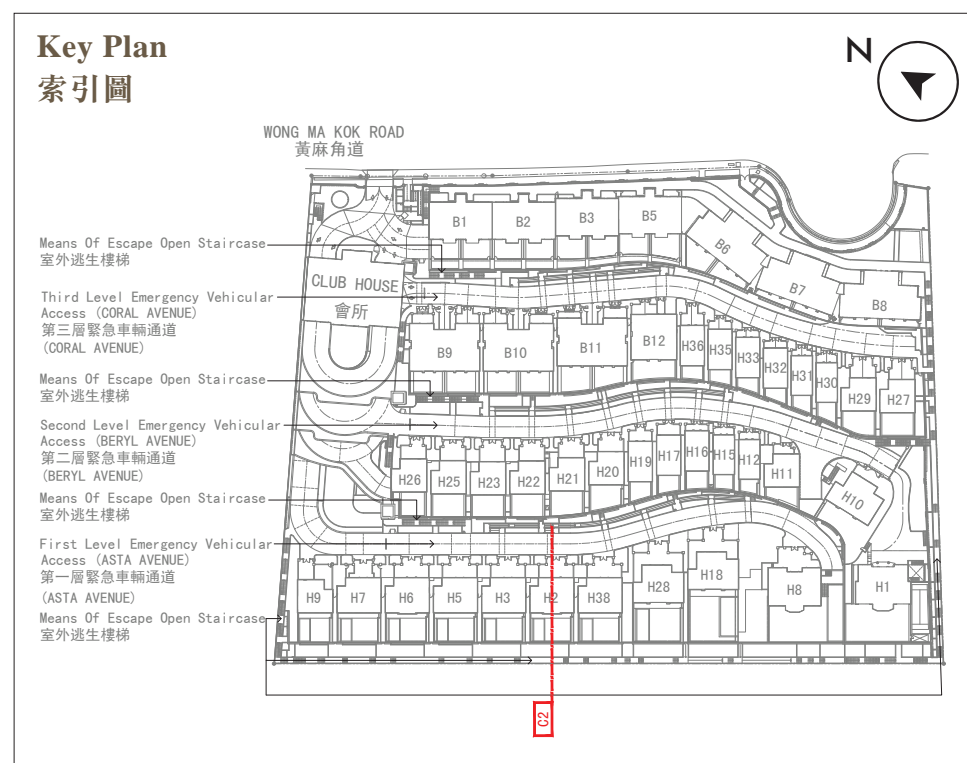 Key Plan
索引圖
N
WONG MA KOK ROAD
黃麻角道
B1 B2 B3 B5
B6
B7
B8
Means Of Escape Open Staircase
室外逃生樓梯
CLUB HOUSE
會所
Third Level Emergency Vehicular
Access (CORAL AVENUE)
第三層緊急車輛通道
(CORAL AVENUE)
B9 B10 B11 B12 H36 H35 H33 H32 H31 H30 H29 H27
Means Of Escape Open Staircase
室外逃生樓梯
Second Level Emergency Vehicular
Access (BERYL AVENUE)
第二層緊急車輛通道
(BERYL AVENUE)
H26 H25 H23 H22 H21 H20 H19 H17 H16 H15 H12 H11
H10
Means Of Escape Open Staircase
室外逃生樓梯
First Level Emergency Vehicular
Access (ASTA AVENUE)
第一層緊急車輛通道
(ASTA AVENUE)
H9 H7 H6 H5 H3 H2 H38 H28 H18 H8 H1
Means Of Escape Open Staircase
室外逃生樓梯
C2